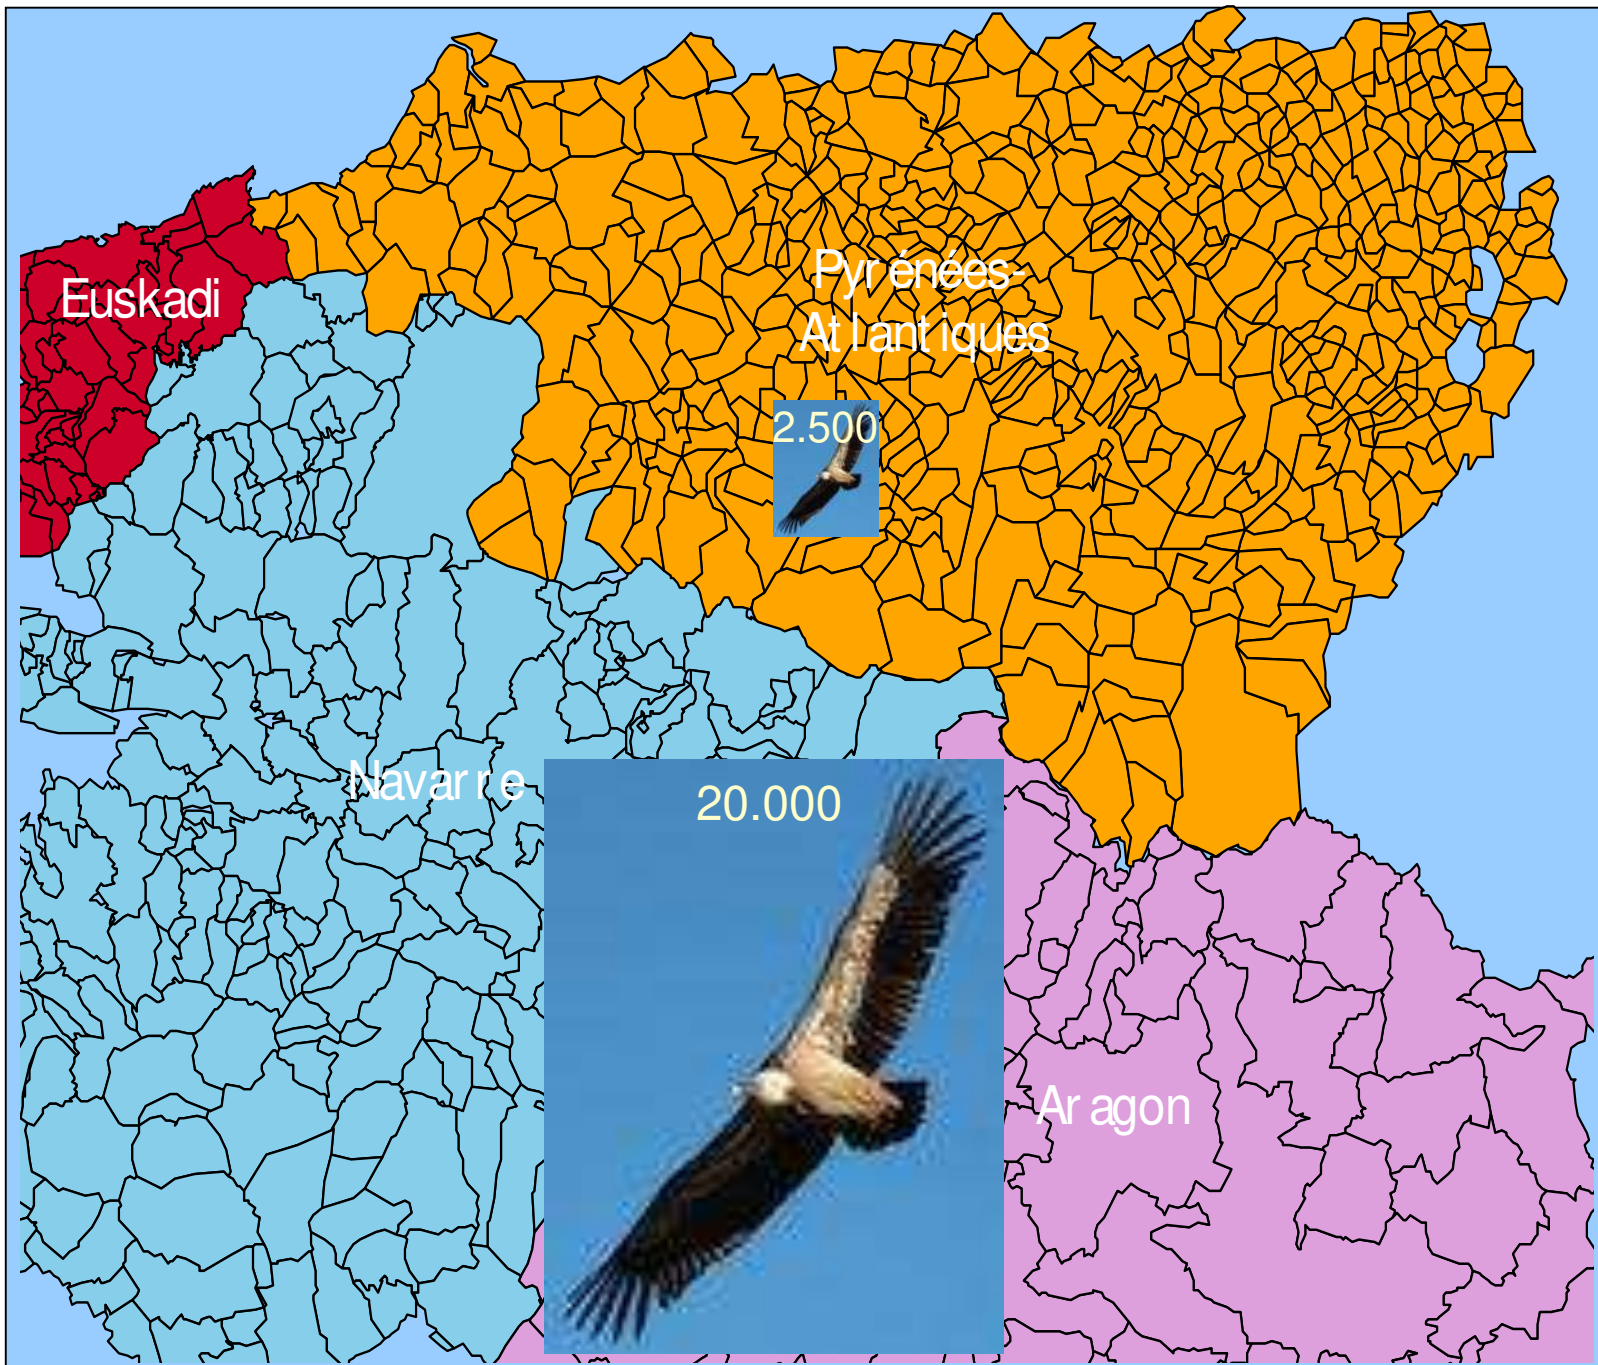 Pyrénées-
Atlantiques
Euskadi
2.500
Navarre
20.000
Aragon